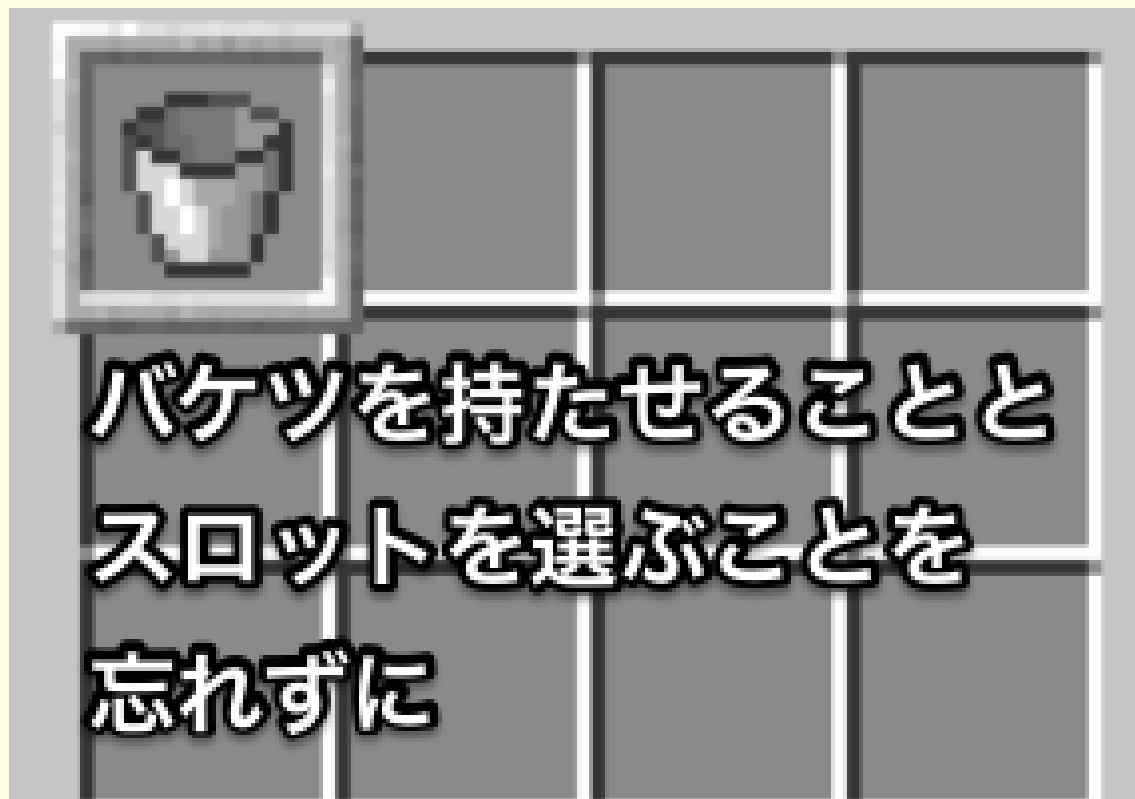 バケツを持たせることと
スロットを選ぶことを
忘れずに